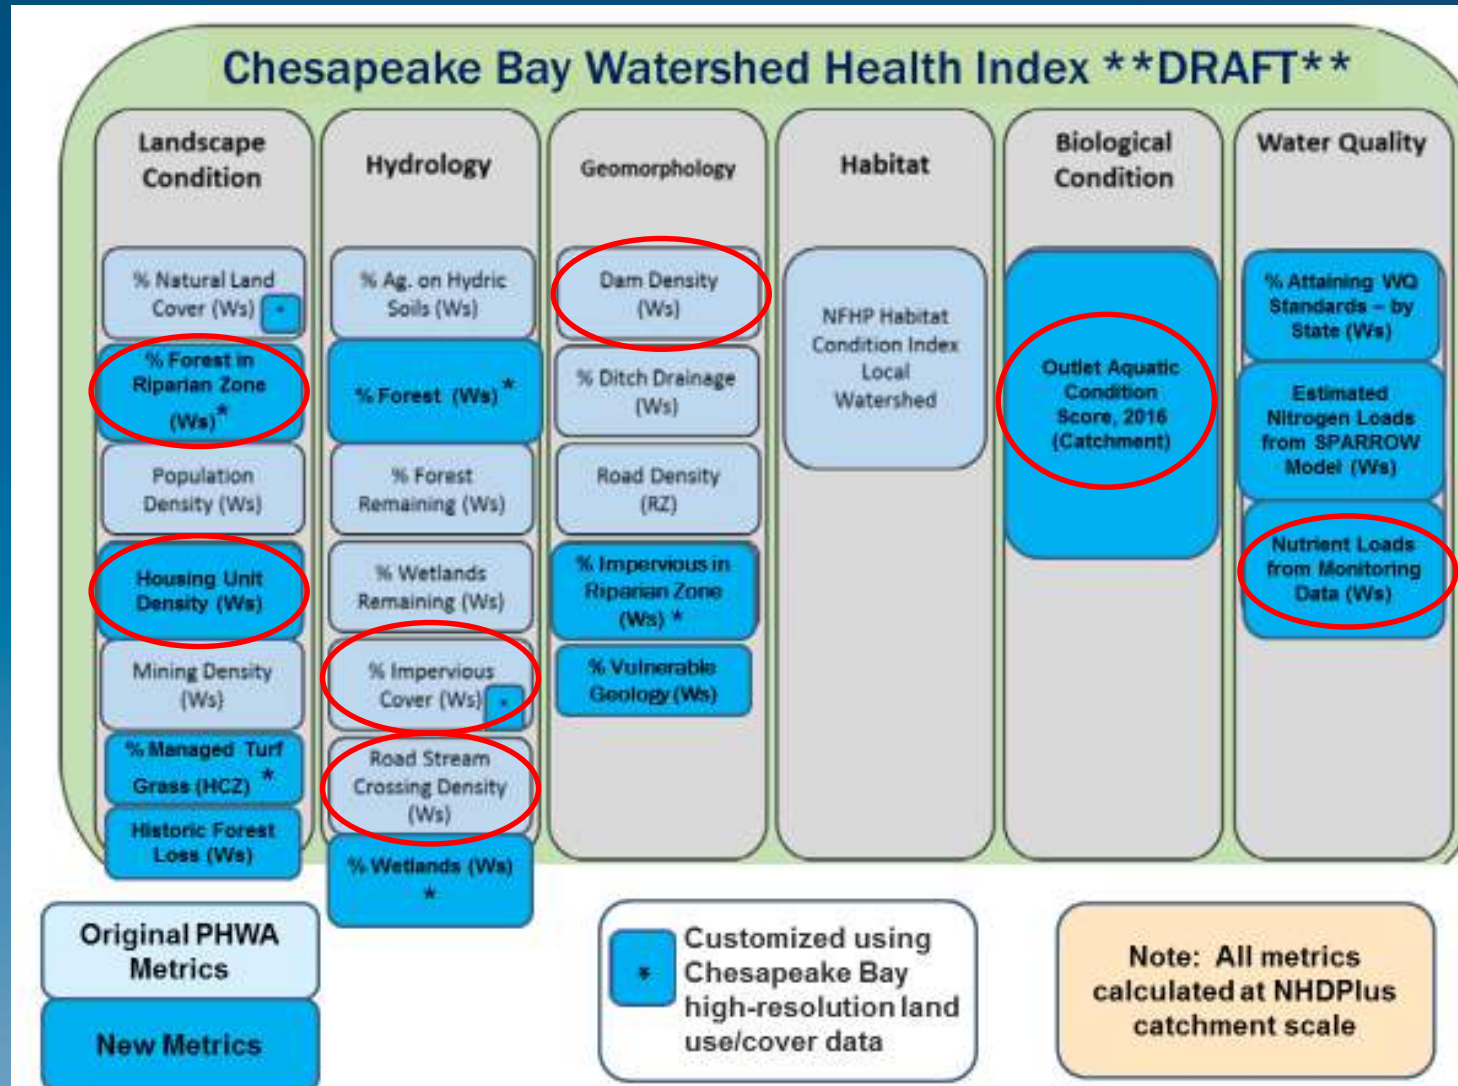 Chesapeake Bay Watershed Health Index **DRAFT**
Landscape
Condition
% Natural Land
Cover (Ws) *
% Forest in
Riparian Zone
(Ws)*
Population
Density (Ws)
Housing Unit
Density (Ws)
Mining Density
(Ws)
% Managed Turf
Grass (HCZ) *
Historic Forest
Loss (Ws)
Hydrology
% Ag. on Hydric
Soils (Ws)
% Forest (Ws) *
% Forest
Remaining (Ws)
% Wetlands
Remaining (Ws)
% Impervious
Cover (Ws) *
Road Stream
Crossing Density
(Ws)
% Wetlands (Ws)
*
Geomorphology
Dam Density
(Ws)
% Ditch Drainage
(Ws)
Road Density
(RZ)
% Impervious in
Riparian Zone
(Ws) *
% Vulnerable
Geology (Ws)
Habitat
NFHP Habitat
Condition Index
Local
Watershed
Biological
Condition
Outlet Aquatic
Condition
Score, 2016
(Catchment)
Water Quality
% Attaining WQ
Standards – by
State (Ws)
Estimated
Nitrogen Loads
from SPARROW
Model (Ws)
Nutrient Loads
from Monitoring
Data (Ws)
Original PHWA
Metrics
New Metrics
*
Customized using
Chesapeake Bay
high-resolution land
use/cover data
Note: All metrics
calculated at NHDPlus
catchment scale